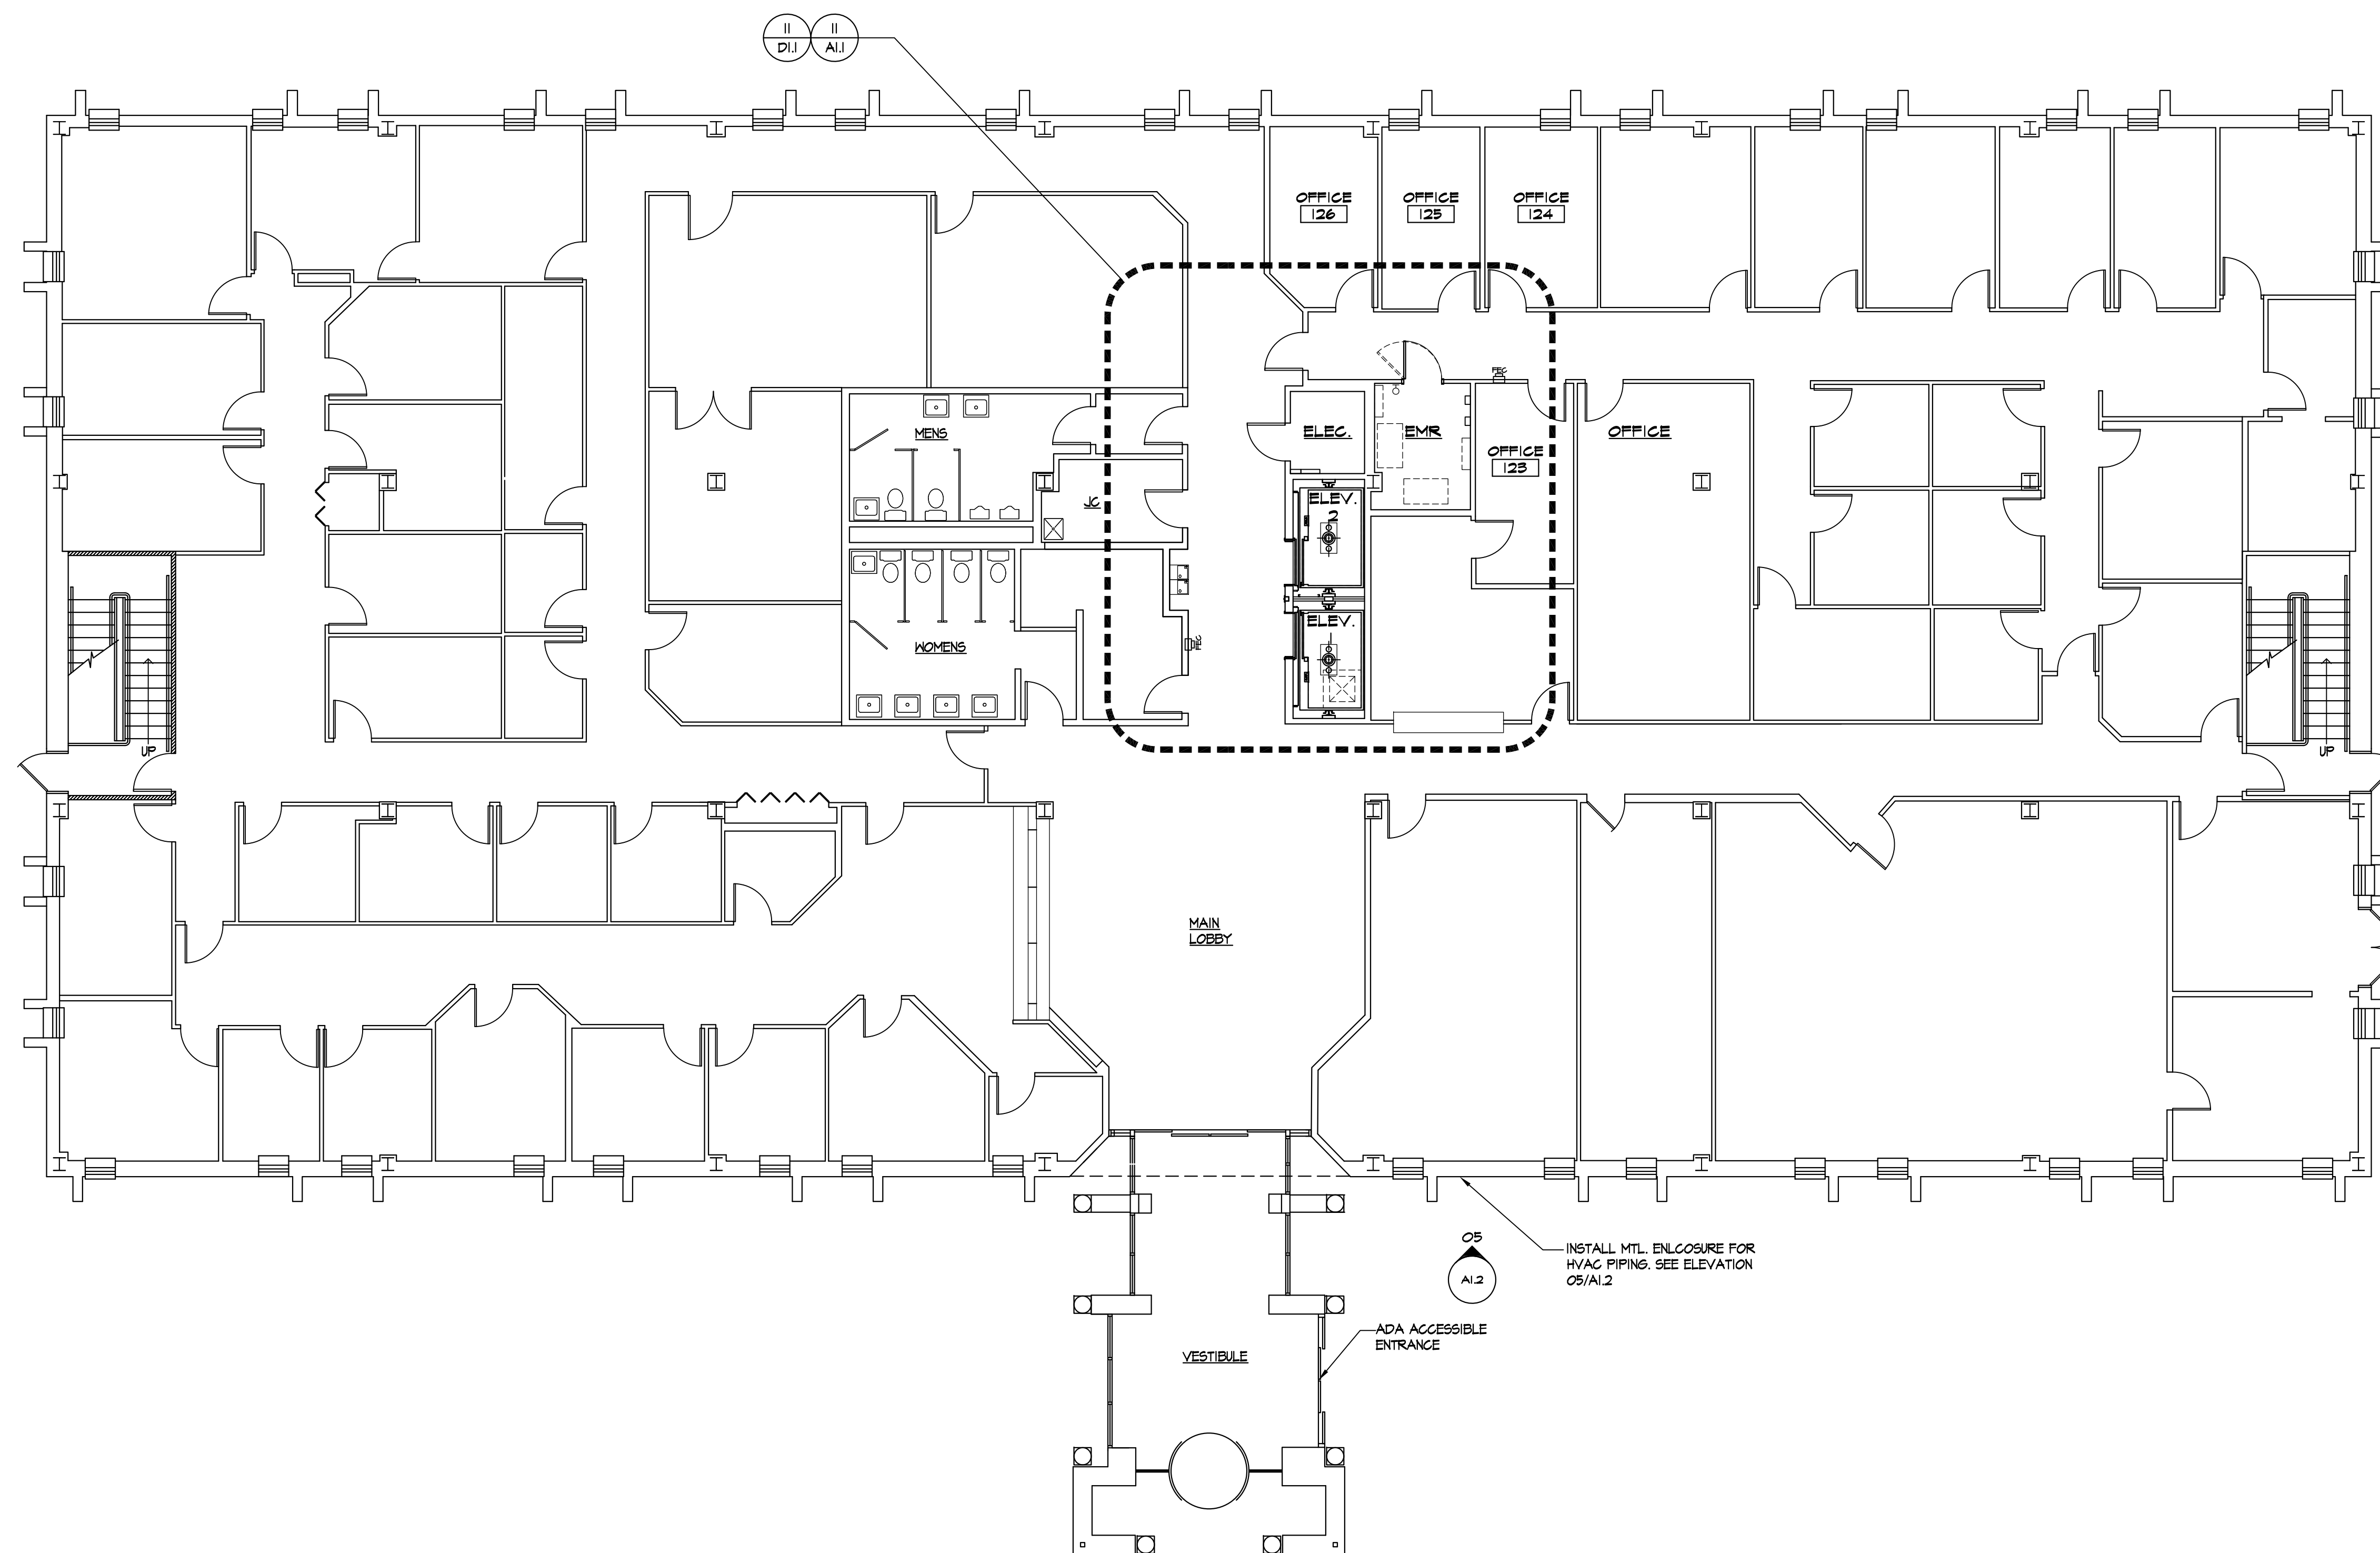 11 11
D1.1 A1.1
OFFICE
126
OFFICE
125
OFFICE
124
FEC
MENS
ELEC.
EMR
OFFICE
OFFICE
123
JC
ELEV.
2
ELEV.
1
FEC
WOMENS
UP
UP
MAIN
LOBBY
05
A1.2
INSTALL MTL. ENLCOSURE FOR
HVAC PIPING. SEE ELEVATION
05/A1.2
ADA ACCESSIBLE
ENTRANCE
VESTIBULE